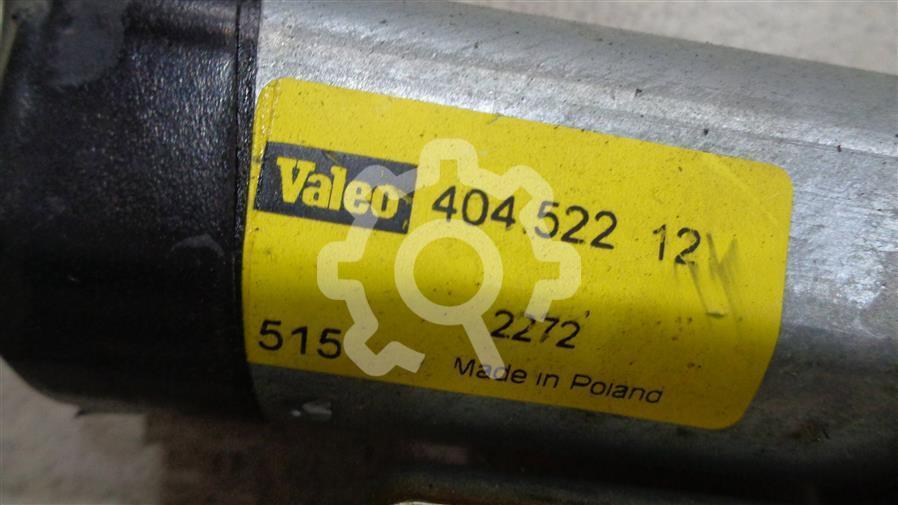 Valeo 404.522 12V
515 2272
Made in Poland